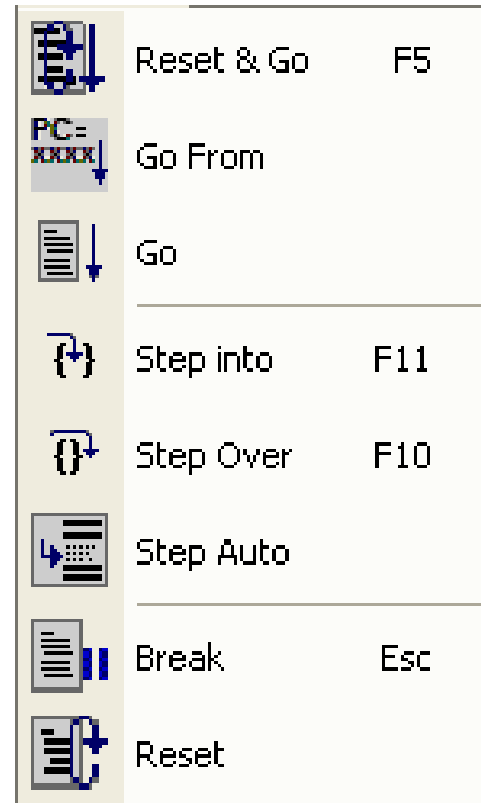 Reset & Go F5
PC=
xxxx
Go From
Go
{}
Step into F11
{}
Step Over F10
Step Auto
Break Esc
Reset